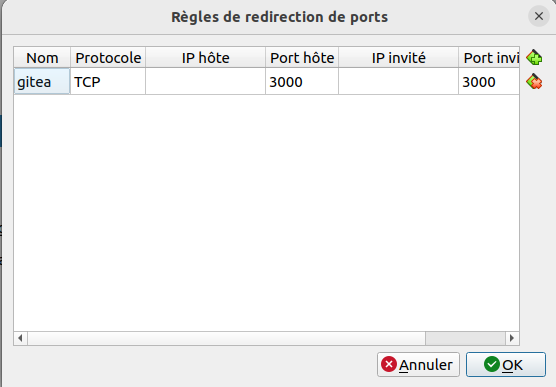 Règles de redirection de ports
Nom Protocole IP hôte Port hôte IP invité Port invi
gitea TCP 3000 3000
Annuler OK